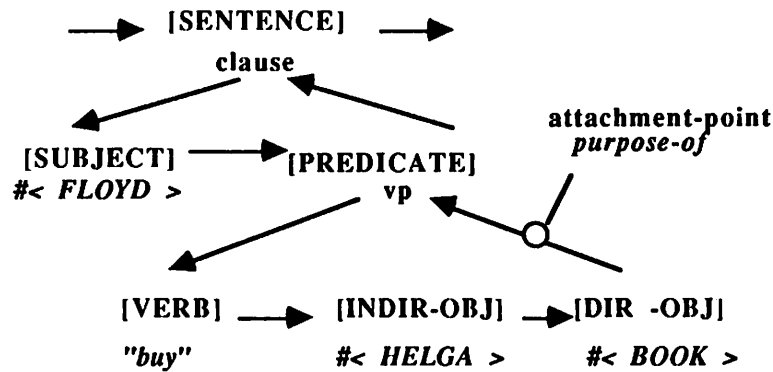 [SENTENCE]
clause
attachment-point
purpose-of
[SUBJECT]
#< FLOYD >
[PREDICATE]
vp
[VERB]
"buy"
[INDIR-OBJ]
#< HELGA >
[DIR -OBJ]
#< BOOK >